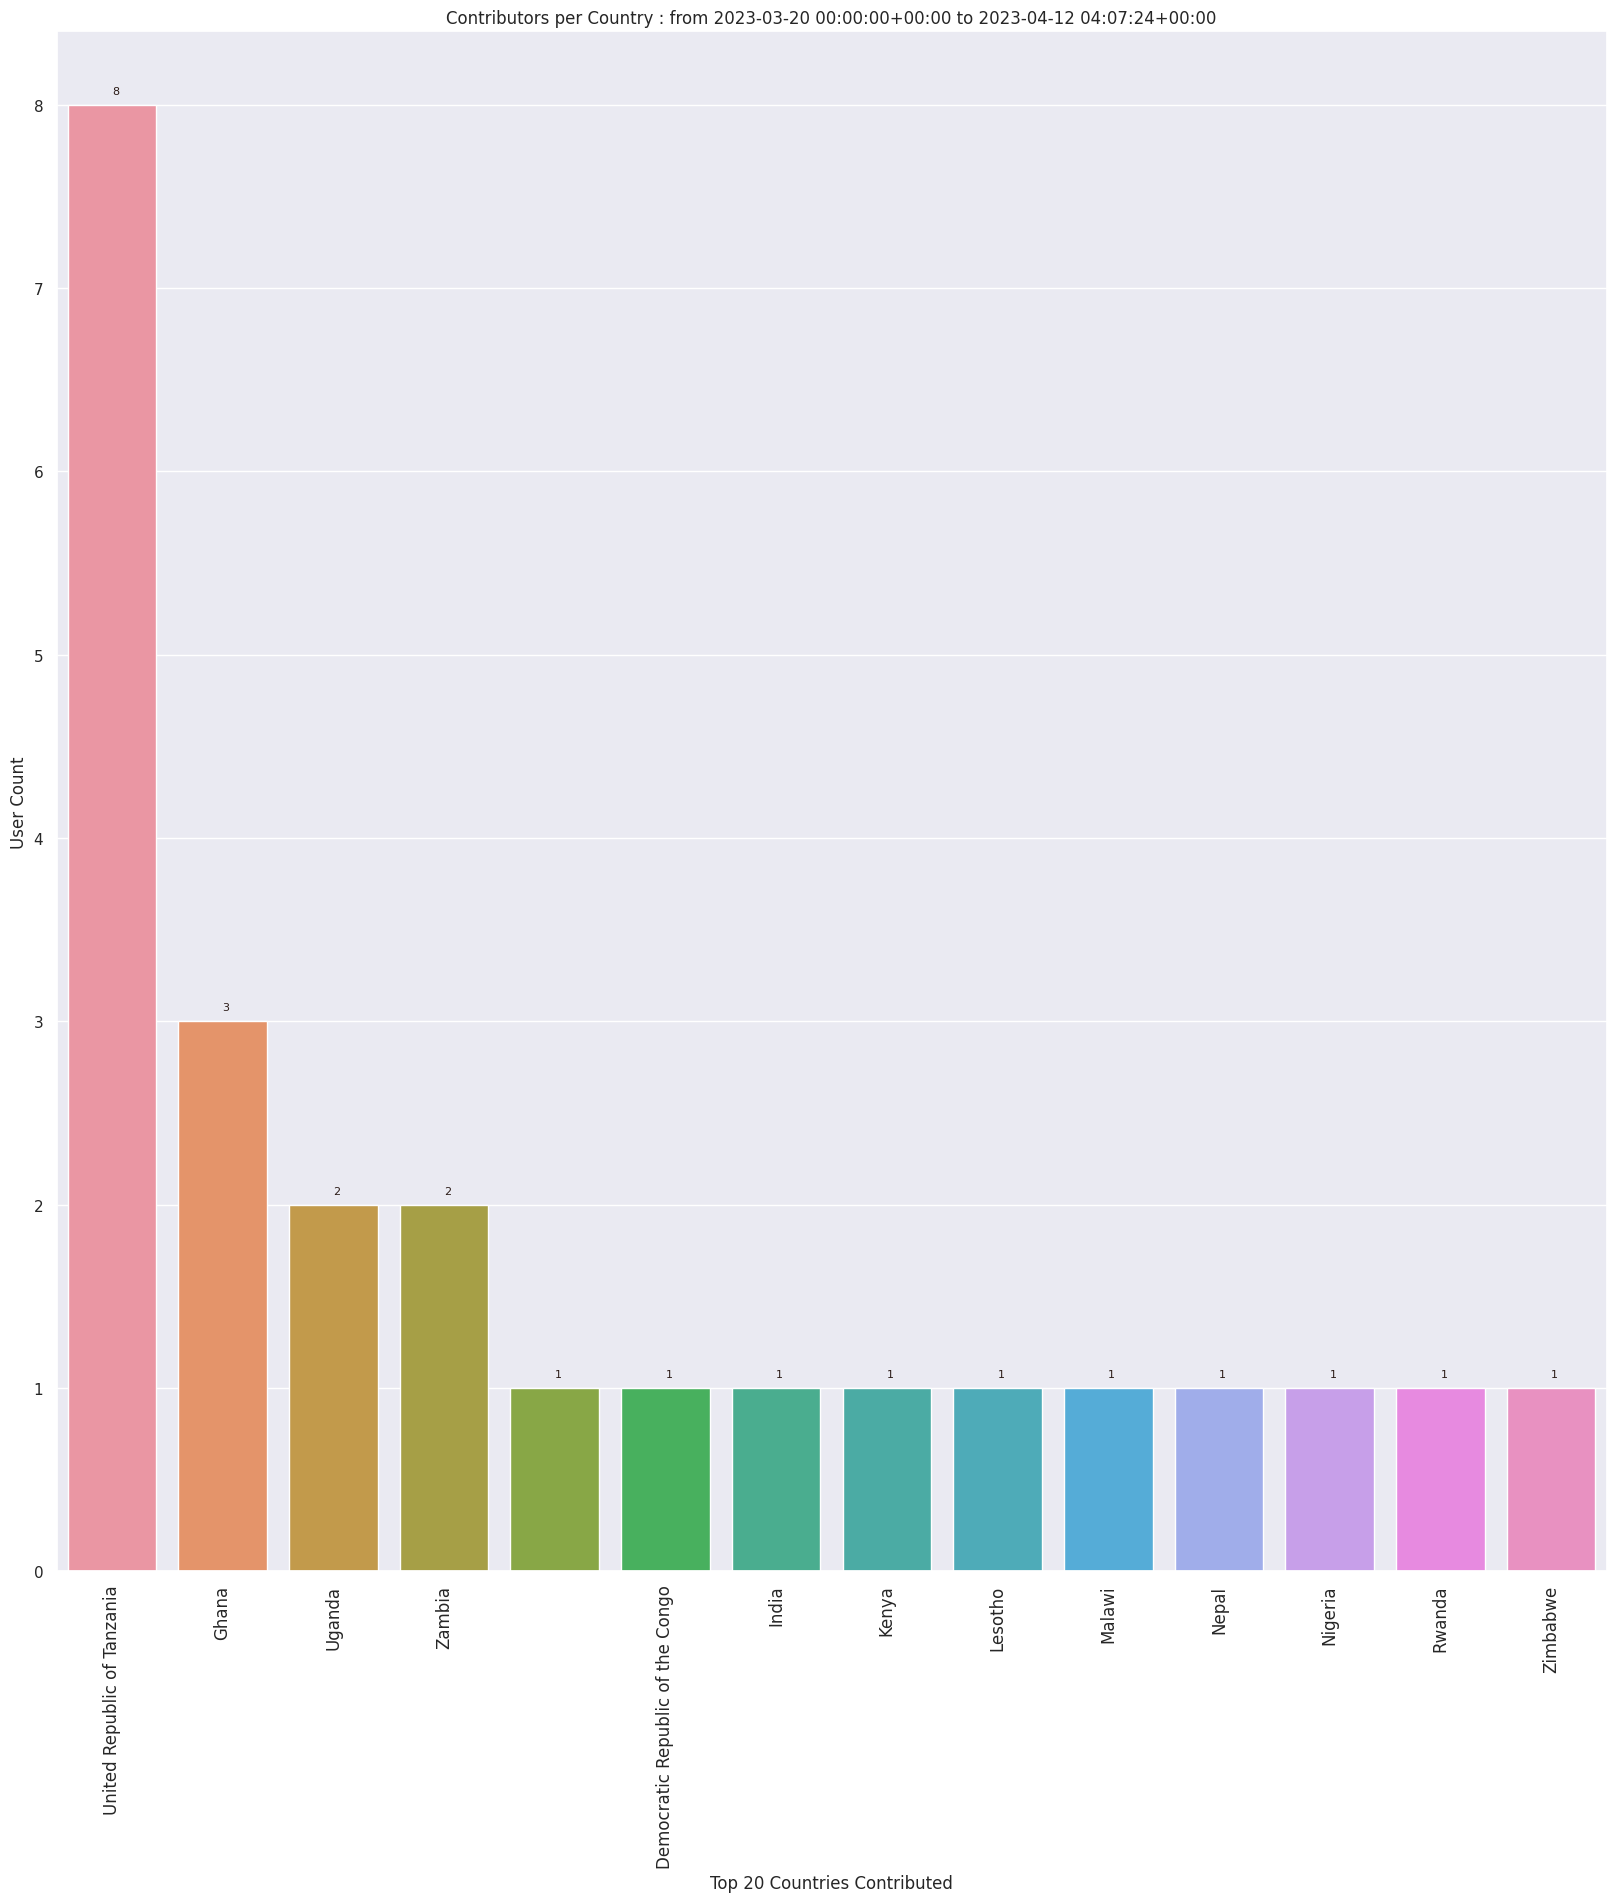 Contributors per Country : from 2023-03-20 00:00:00+00:00 to 2023-04-12 04:07:24+00:00
User Count
8
7
6
5
4
3
2
1
0
8
3
2
2
1
1
1
1
1
1
1
1
1
1
United Republic of Tanzania
Ghana
Uganda
Zambia
Democratic Republic of the Congo
India
Kenya
Lesotho
Malawi
Nepal
Nigeria
Rwanda
Zimbabwe
Top 20 Countries Contributed